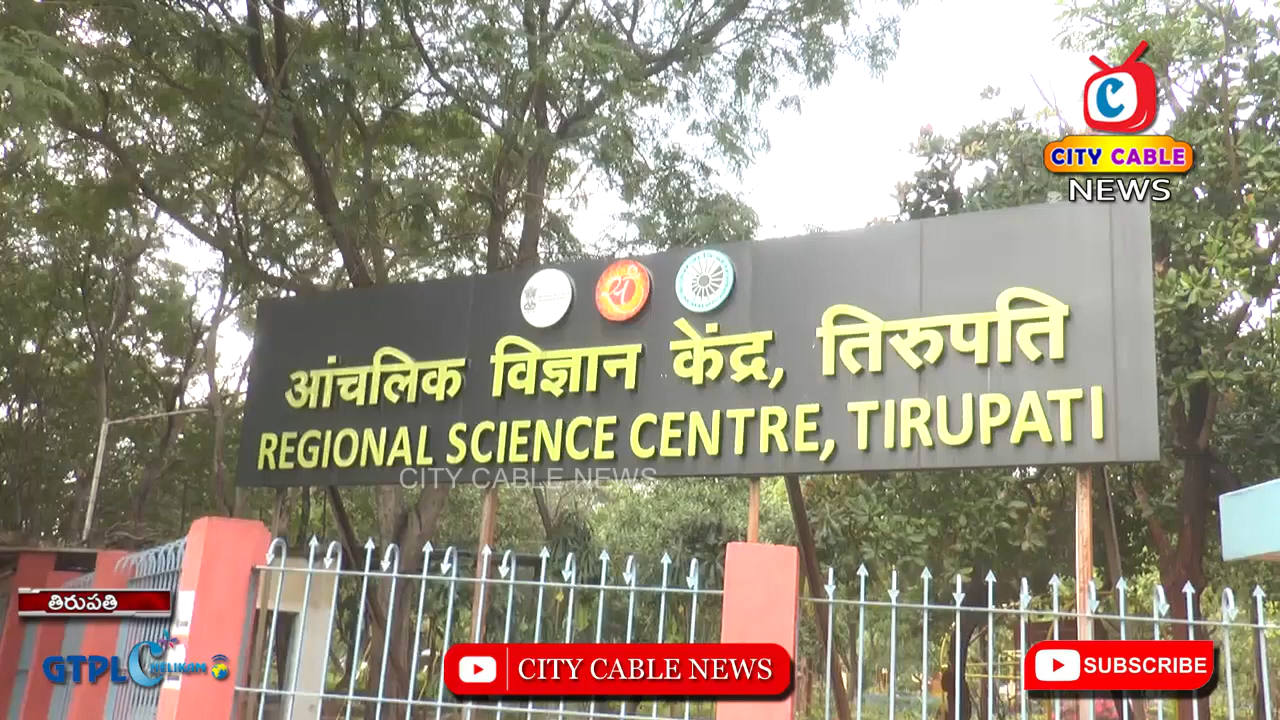 CITY CABLE
NEWS
आंचलिक विज्ञान केंद्र, तिरुपति
REGIONAL SCIENCE CENTRE, TIRUPATI
CITY CABLE NEWS
తిరుపతి
GTPL
CITY CABLE NEWS
SUBSCRIBE